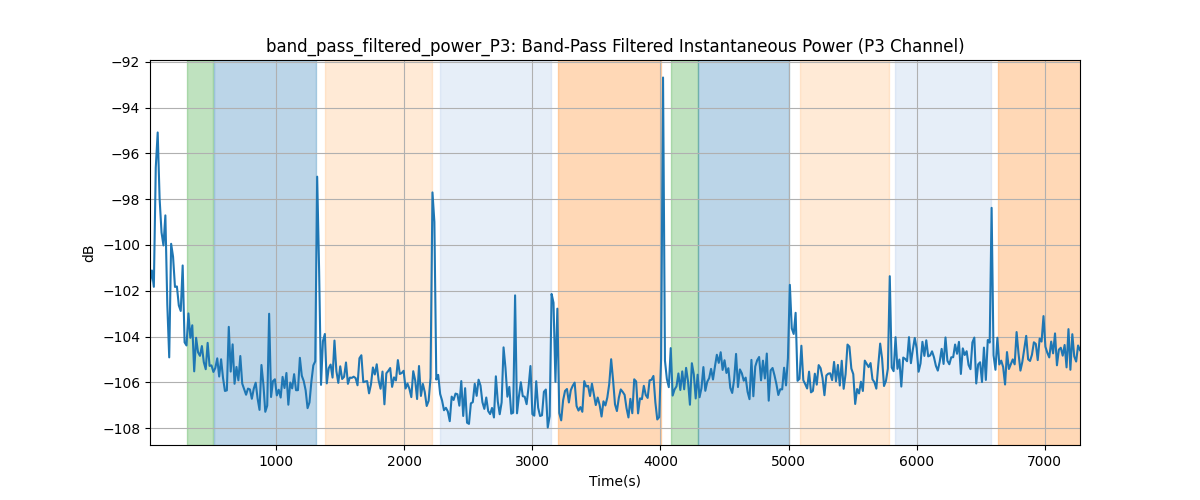 band_pass_filtered_power_P3: Band-Pass Filtered Instantaneous Power (P3 Channel)
−92
−94
−96
−98
−100
−102
−104
−106
−108
dB
1000 2000 3000 4000 5000 6000 7000
Time(s)